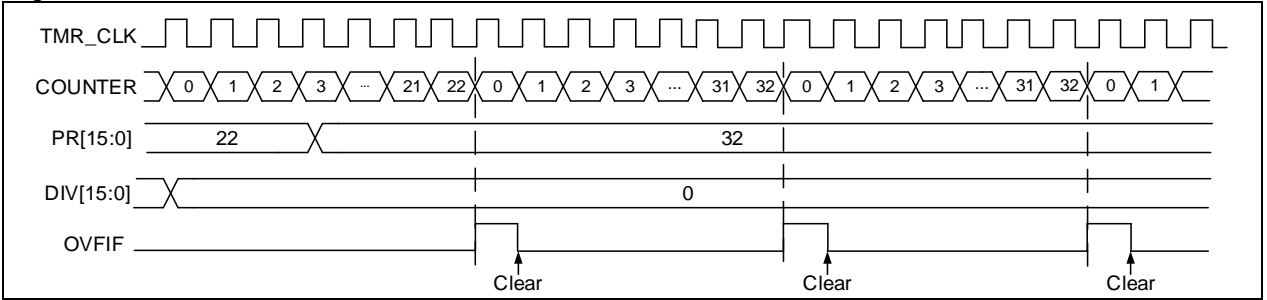 TMR_CLK
COUNTER 0 1 2 3 ... 21 22 0 1 2 3 ... 31 32 0 1 2 3 ... 31 32 0 1
PR[15:0] 22 32
DIV[15:0] 0
OVFIF
Clear Clear Clear